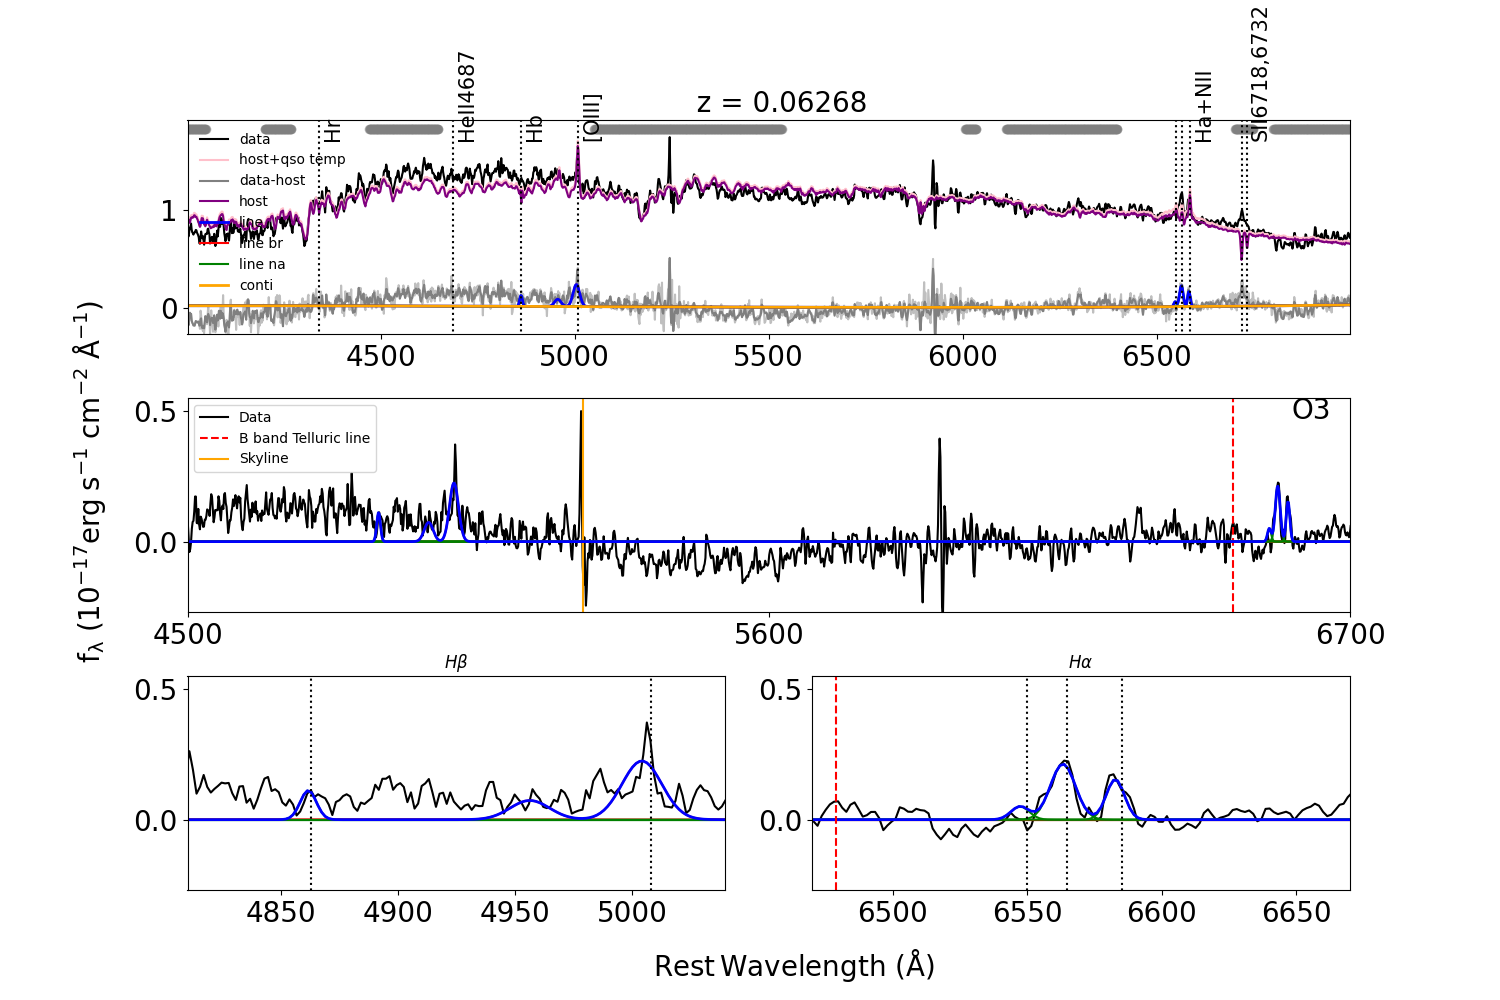 z = 0.06268
Hr
HeII4687
Hb
[OIII]
Ha+NII
SII6718,6732
data
host+qso temp
data-host
host
line
line br
line na
conti
1
0
4500 5000 5500 6000 6500
fλ (10⁻¹⁷erg s⁻¹ cm⁻² Å⁻¹)
O3
Data
B band Telluric line
Skyline
0.5
0.0
4500 5600 6700
Hβ
0.5
0.0
4850 4900 4950 5000
Hα
0.5
0.0
6500 6550 6600 6650
Rest Wavelength (Å)